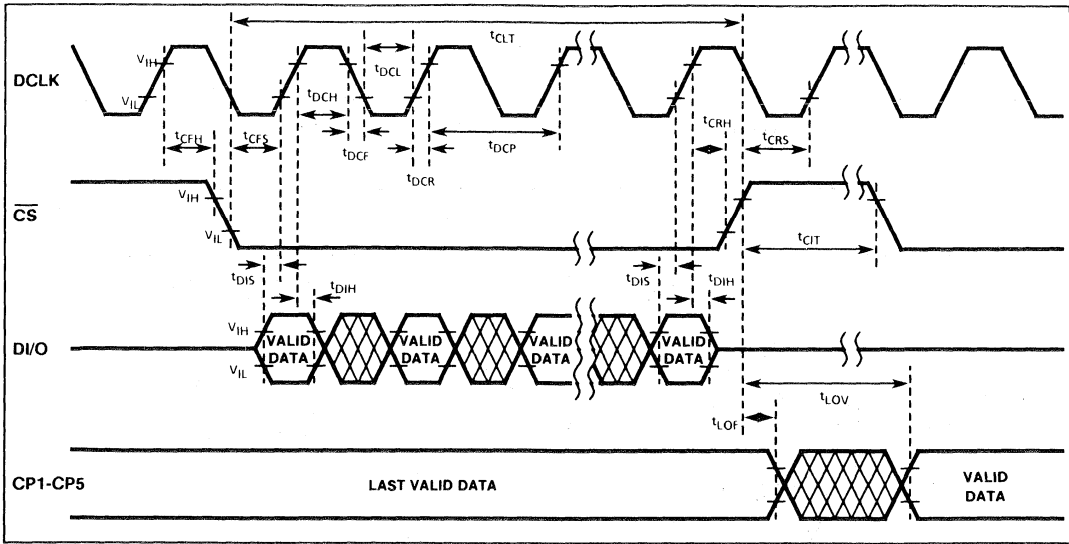 tCLT
DCLK
VIH
VIL
tDCL
tDCH
tCFH
tCFS
tDCF
tDCP
tDCR
tCRH
tCRS
CS
VIH
VIL
tCIT
tDIS
tDIH
tDIS
tDIH
DI/O
VIH
VIL
VALID
DATA
VALID
DATA
VALID
DATA
VALID
DATA
tLOV
tLOF
CP1-CP5
LAST VALID DATA
VALID
DATA